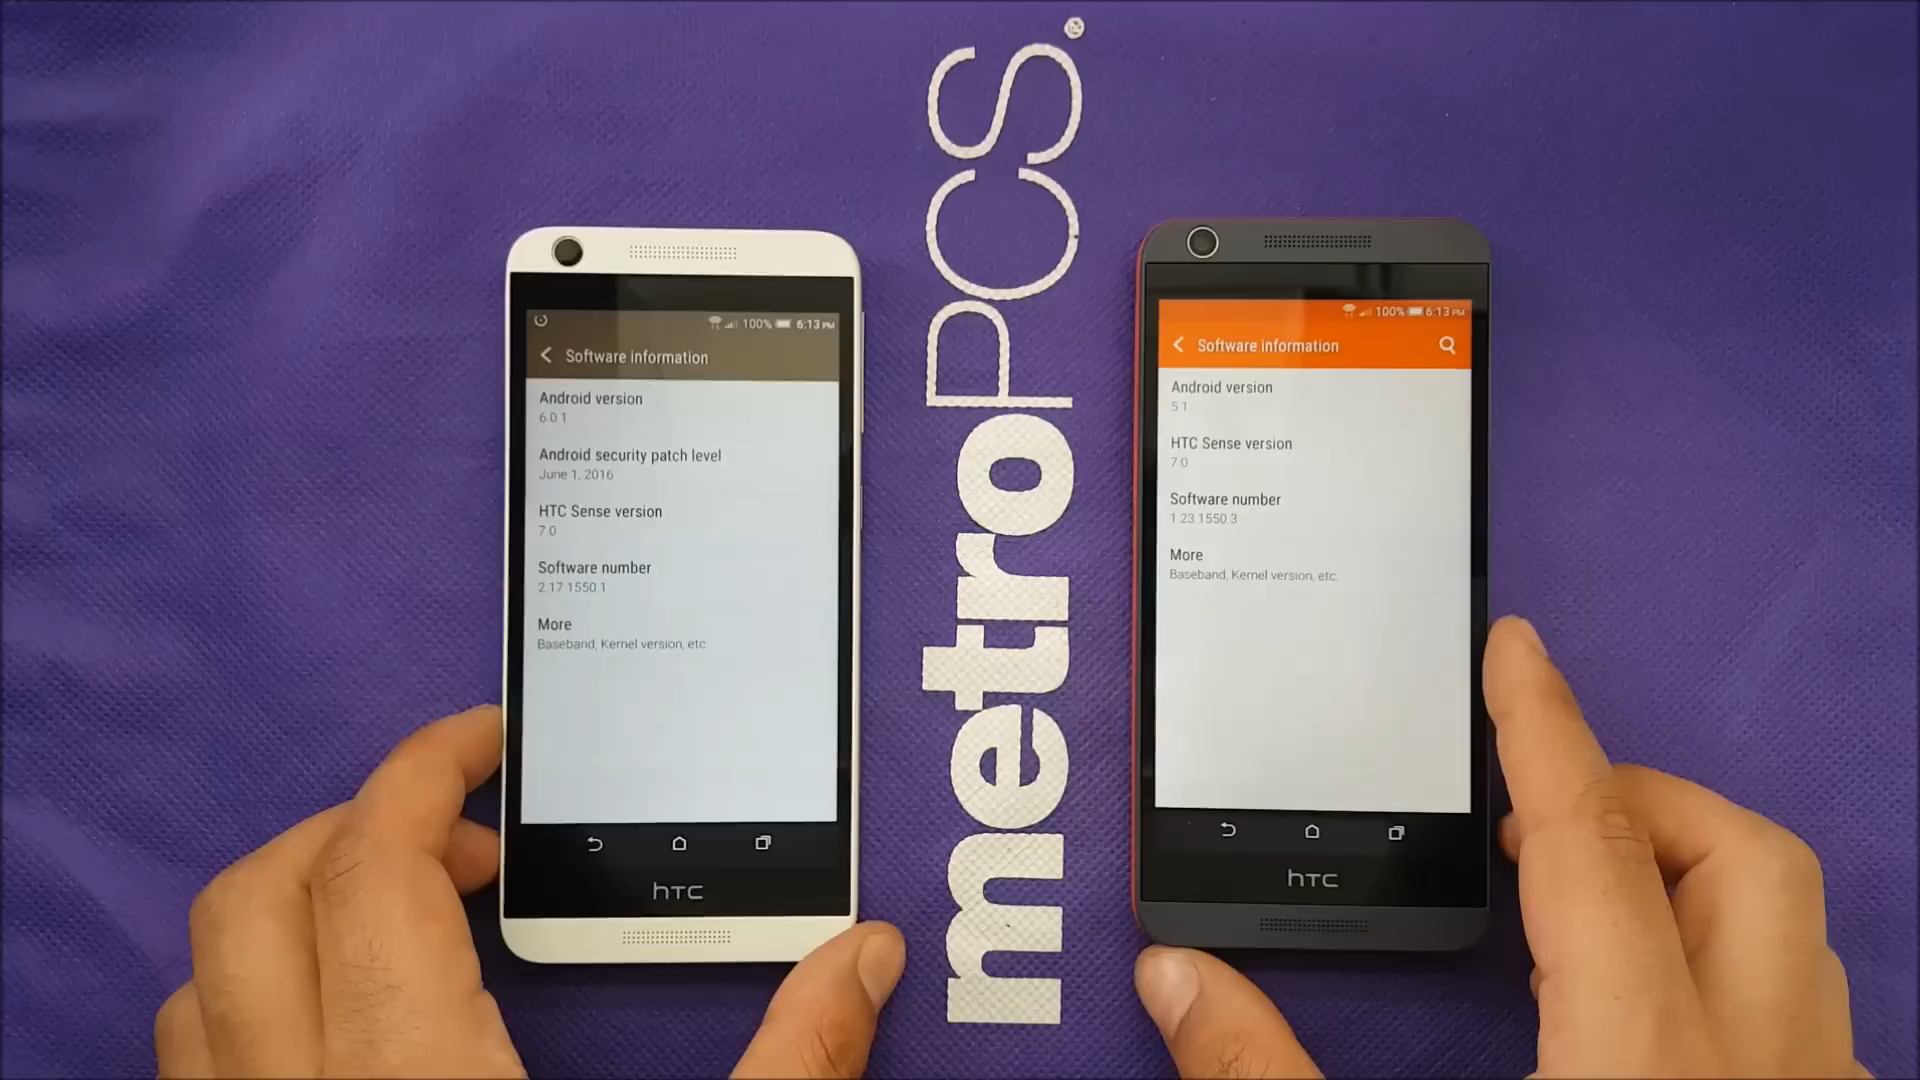 metroPCS®
100% 6:13 PM
Software information
Android version
6.0.1
Android security patch level
June 1, 2016
HTC Sense version
7.0
Software number
2.17.1550.1
More
Baseband, Kernel version, etc.
hTC
100% 6:13 PM
Software information
Android version
5.1
HTC Sense version
7.0
Software number
1.23.1550.3
More
Baseband, Kernel version, etc.
hTC